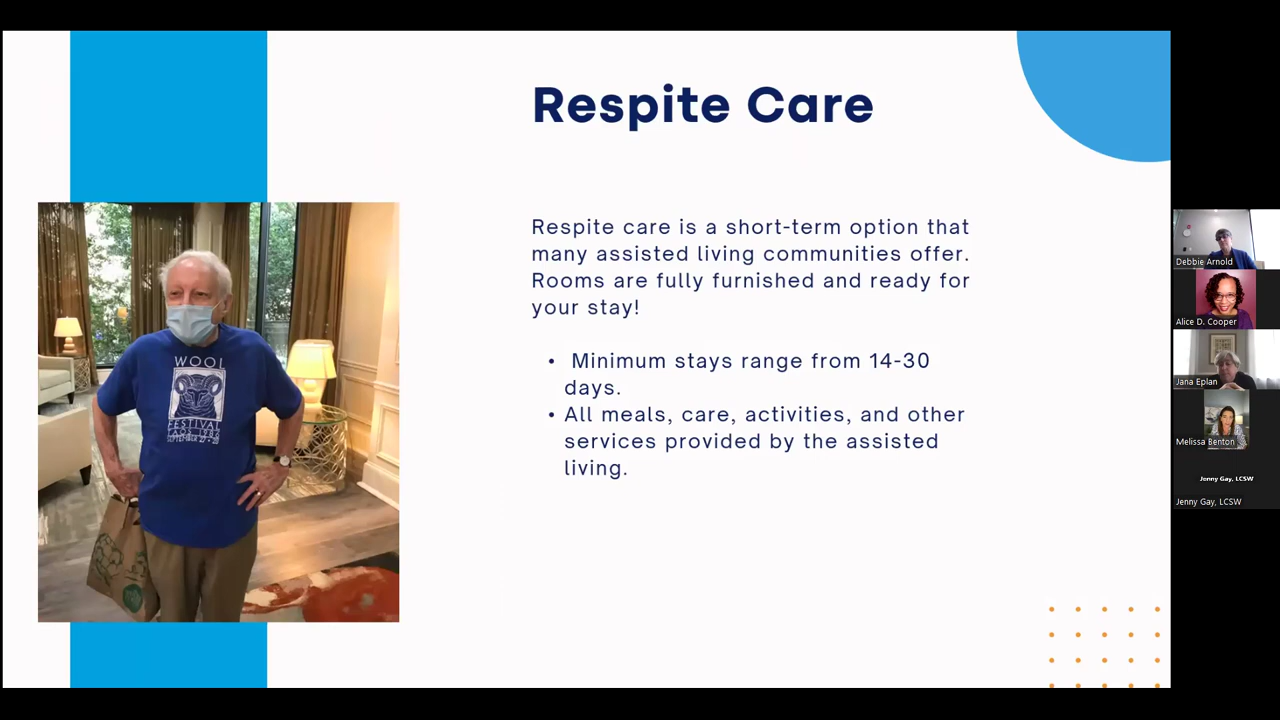 Respite Care
Respite care is a short-term option that
many assisted living communities offer.
Rooms are fully furnished and ready for
your stay!
• Minimum stays range from 14-30
days.
• All meals, care, activities, and other
services provided by the assisted
living.
WOOL
FESTIVAL
TAOS 1986
Debbie Arnold
Alice D. Cooper
Jana Eplan
Melissa Benton
Jenny Gay, LCSW
Jenny Gay, LCSW